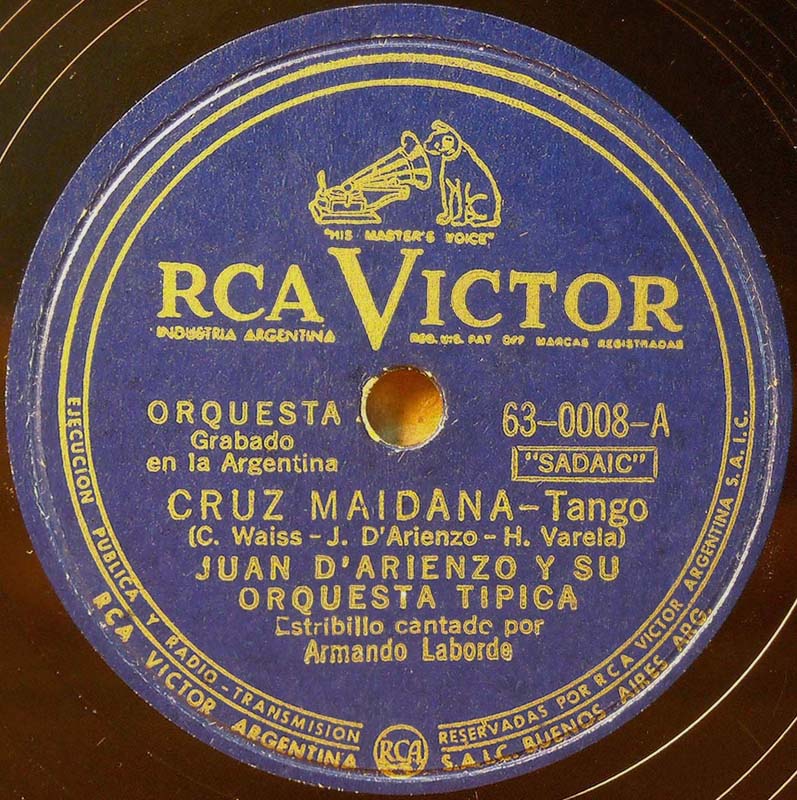 "HIS MASTER'S VOICE"
RCA VICTOR
INDUSTRIA ARGENTINA
REG. U.S. PAT OFF MARCAS REGISTRADAS
ORQUESTA
Grabado
en la Argentina
63-0008-A
"SADAIC"
CRUZ MAIDANA-Tango
(C. Waiss - J. D'Arienzo - H. Varela)
JUAN D'ARIENZO Y SU
ORQUESTA TIPICA
Estribillo cantado por
Armando Laborde
EJECUCION PUBLICA Y RADIO-TRANSMISION
RESERVADAS POR RCA VICTOR ARGENTINA S.A.I.C.
RCA VICTOR ARGENTINA
RCA
S.A.I.C. BUENOS AIRES ARG.